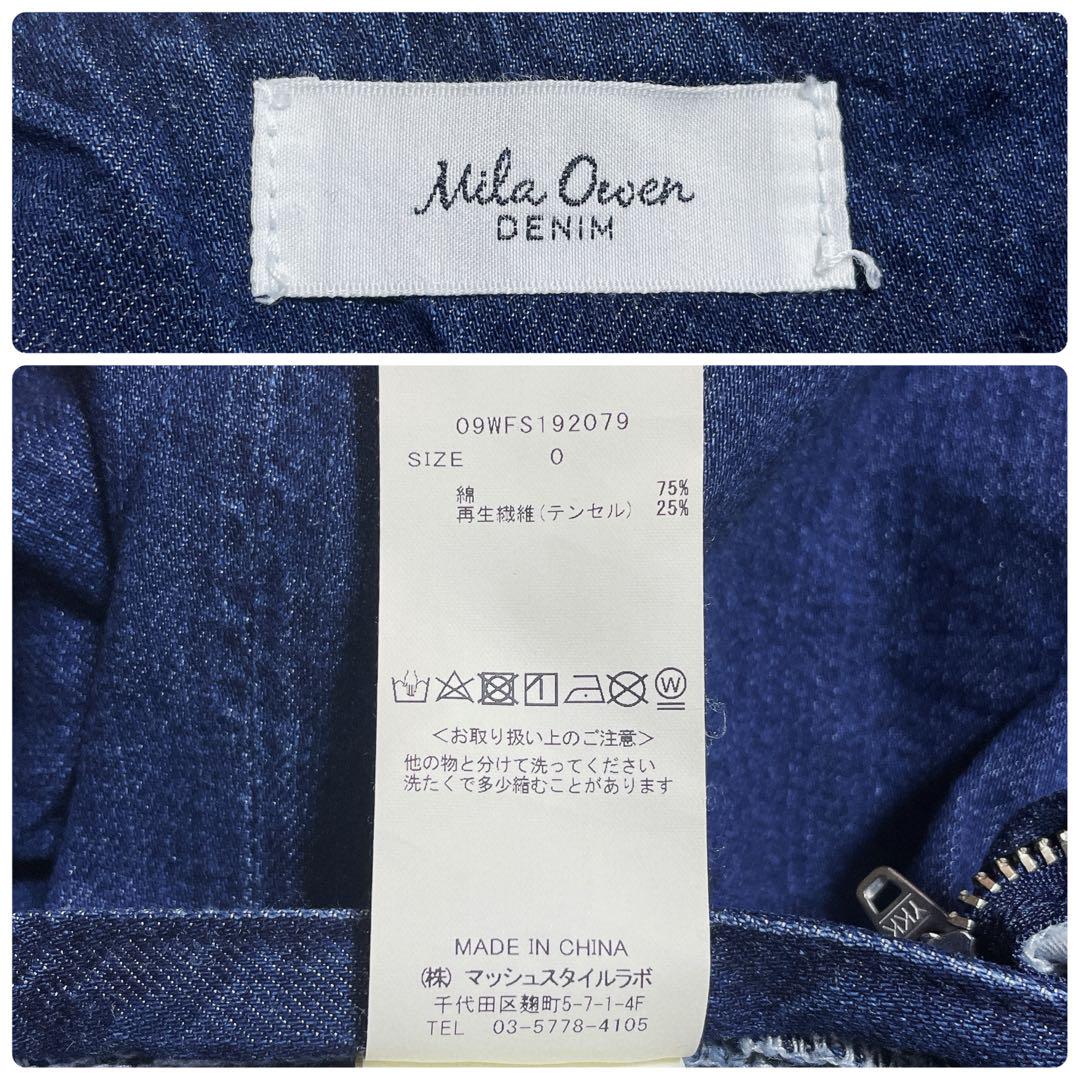 Mila Owen
DENIM
09WFS192079
SIZE 0
綿 75%
再生繊維(テンセル) 25%
W
<お取り扱い上のご注意>
他の物と分けて洗ってください
洗たくで多少縮むことがあります
YKK
MADE IN CHINA
(株) マッシュスタイルラボ
千代田区麹町5-7-1-4F
TEL 03-5778-4105